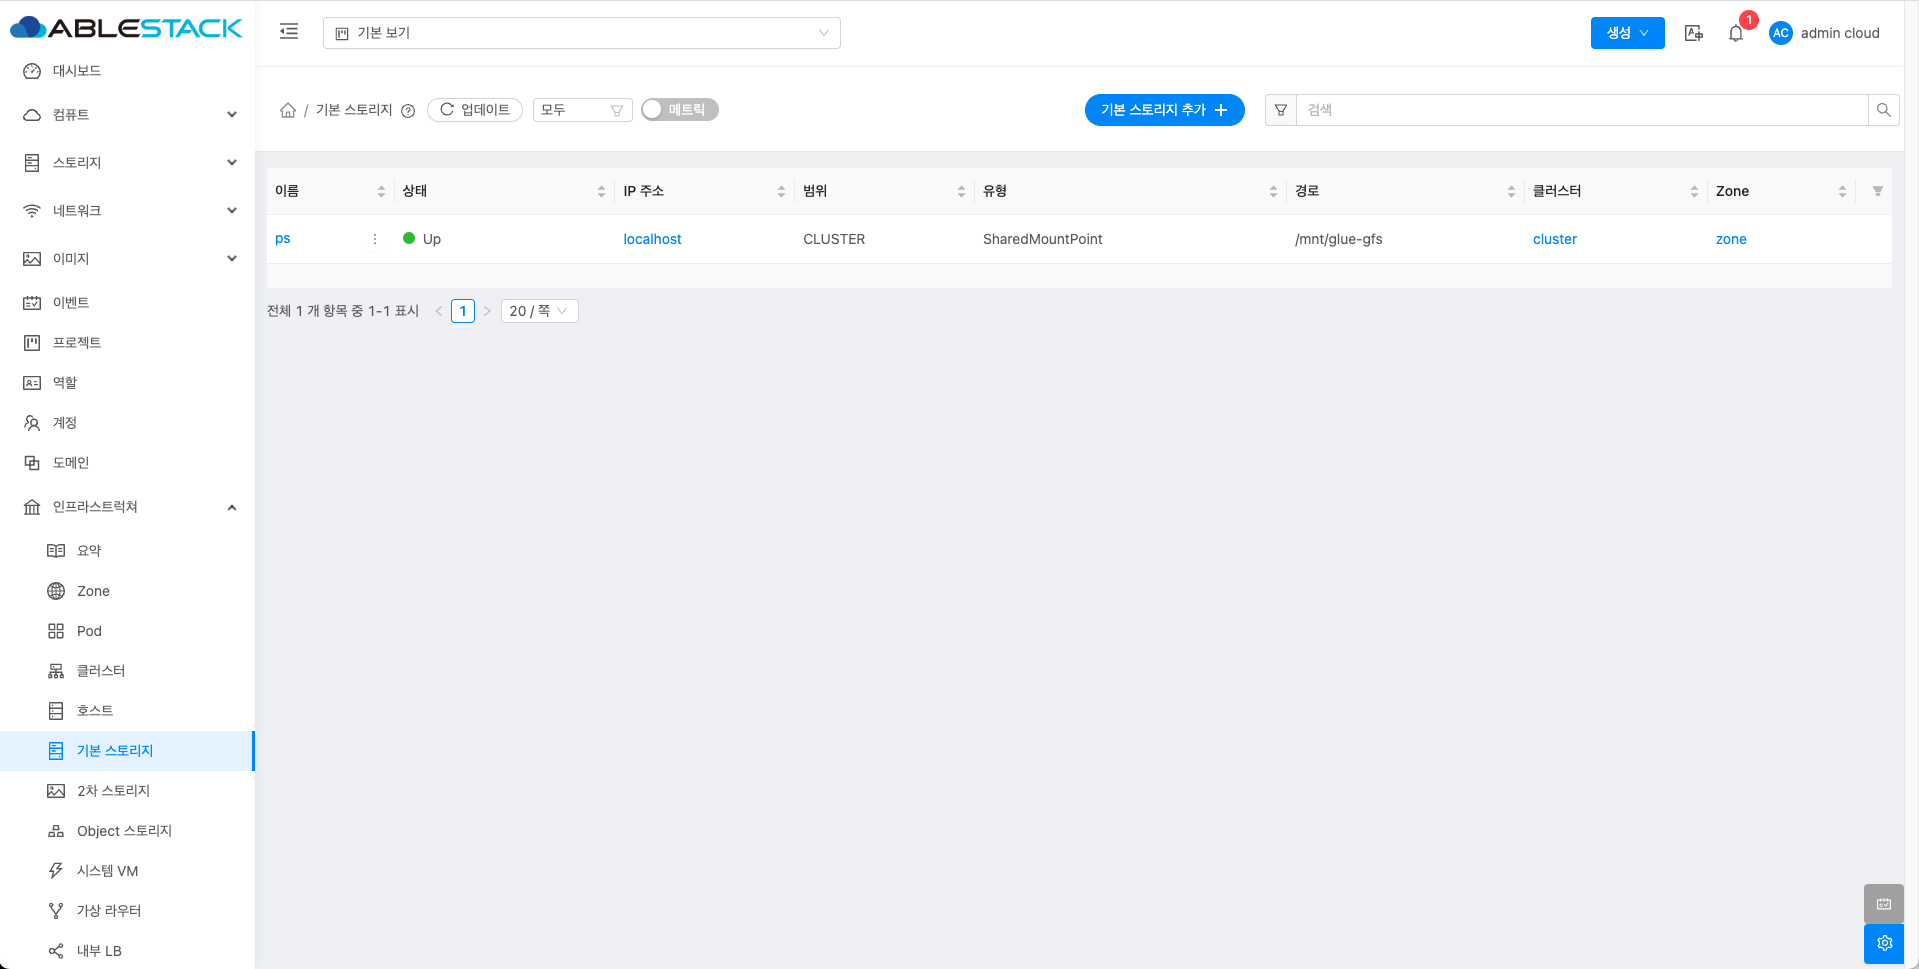 ABLESTACK
기본 보기
생성
1
AC
admin cloud
대시보드
컴퓨트
스토리지
네트워크
이미지
이벤트
프로젝트
역할
계정
도메인
인프라스트럭쳐
요약
Zone
Pod
클러스터
호스트
기본 스토리지
2차 스토리지
Object 스토리지
시스템 VM
가상 라우터
내부 LB
/ 기본 스토리지
업데이트
모두
메트릭
기본 스토리지 추가
검색
이름 상태 IP 주소 범위 유형 경로 클러스터 Zone
ps Up localhost CLUSTER SharedMountPoint /mnt/glue-gfs cluster zone
전체 1 개 항목 중 1-1 표시 < 1 > 20 / 쪽